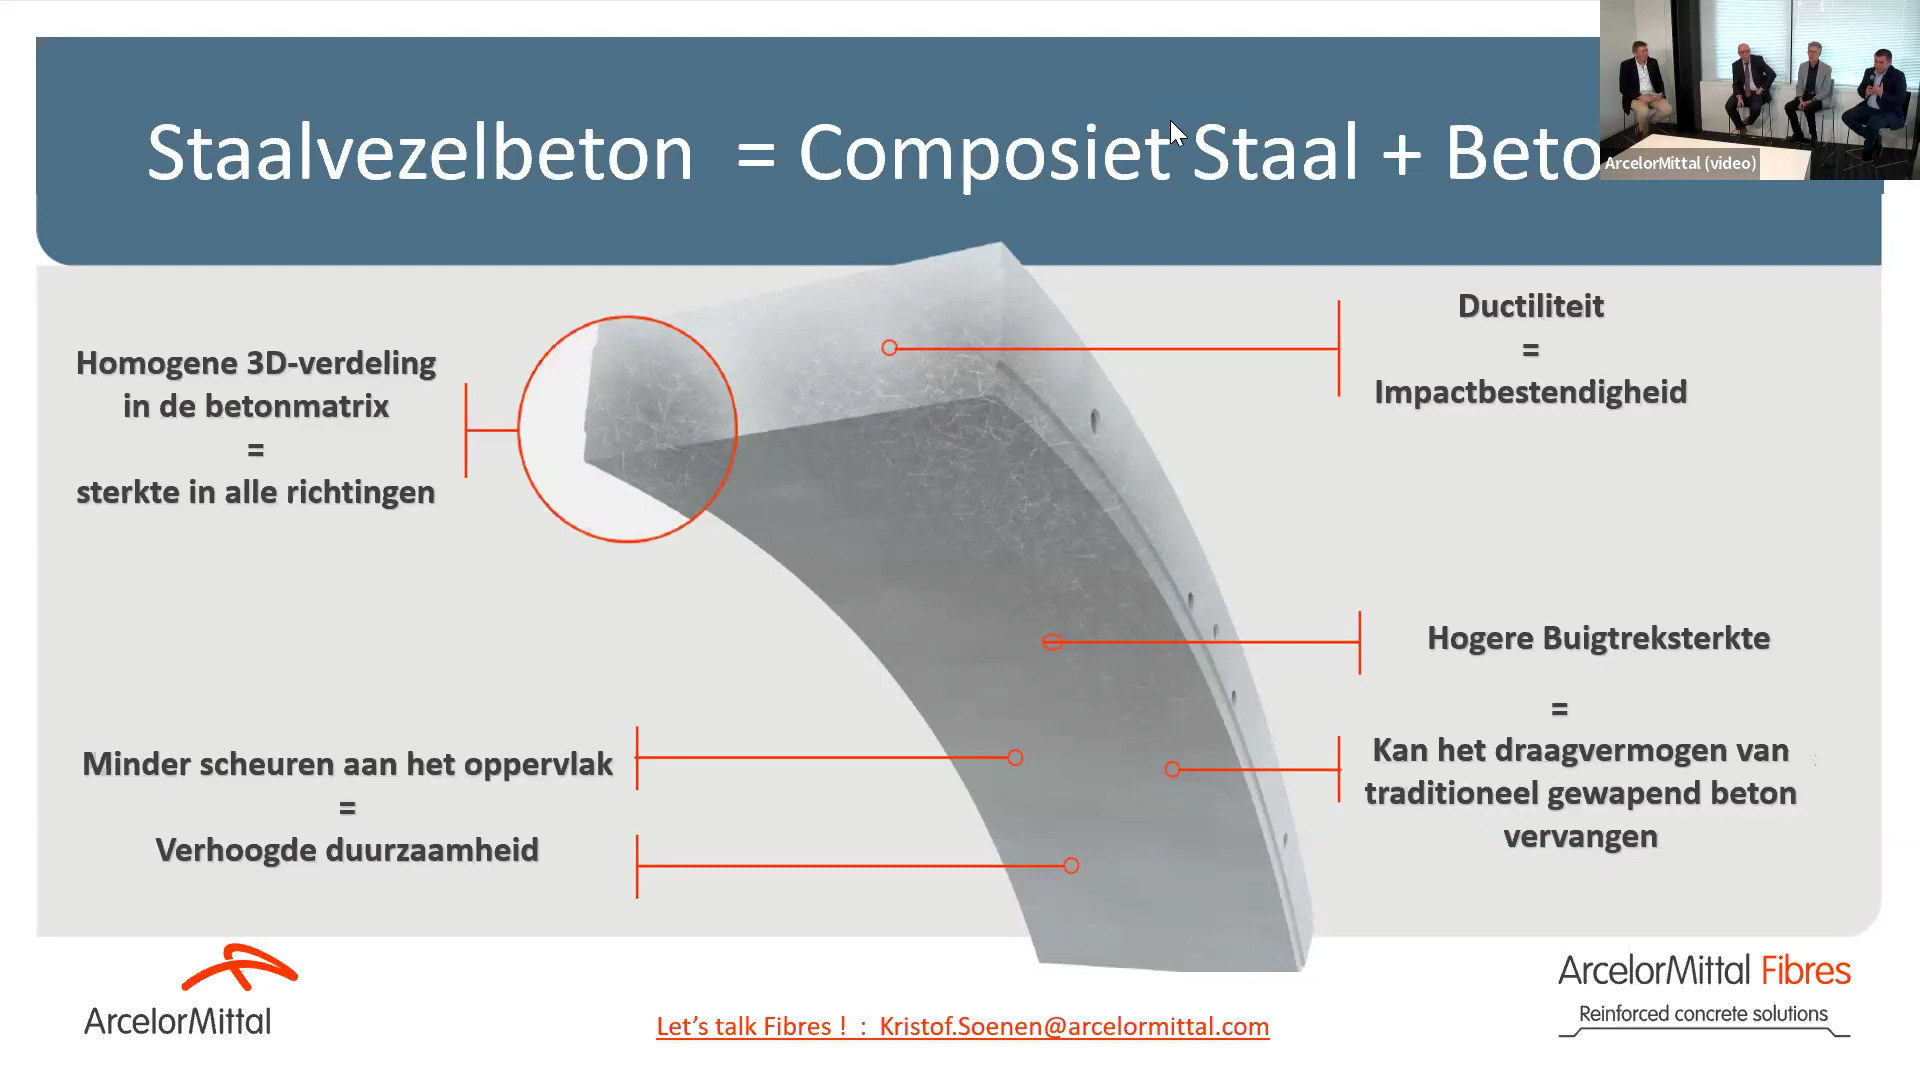 Staalvezelbeton = Composiet Staal + Beto
ArcelorMittal (video)
Homogene 3D-verdeling
in de betonmatrix
=
sterkte in alle richtingen
Ductiliteit
=
Impactbestendigheid
Hogere Buigtreksterkte
=
Kan het draagvermogen van
traditioneel gewapend beton
vervangen
Minder scheuren aan het oppervlak
=
Verhoogde duurzaamheid
ArcelorMittal
Let’s talk Fibres ! : Kristof.Soenen@arcelormittal.com
ArcelorMittal Fibres
Reinforced concrete solutions